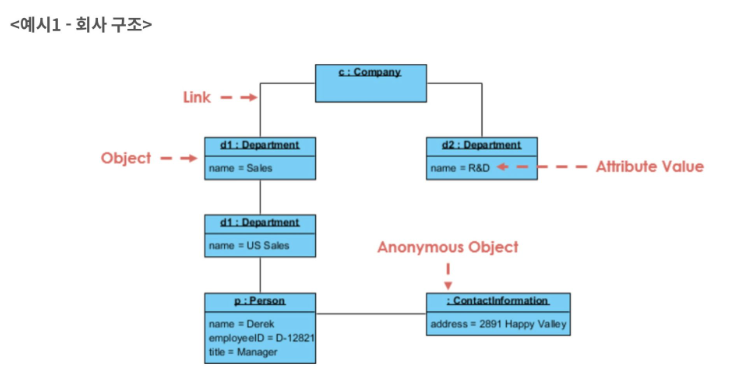 <예시1 - 회사 구조>
c : Company
Link
d1 : Department
name = Sales
Object
d2 : Department
name = R&D
Attribute Value
d1 : Department
name = US Sales
Anonymous Object
p : Person
name = Derek
employeeID = D-12821
title = Manager
: ContactInformation
address = 2891 Happy Valley